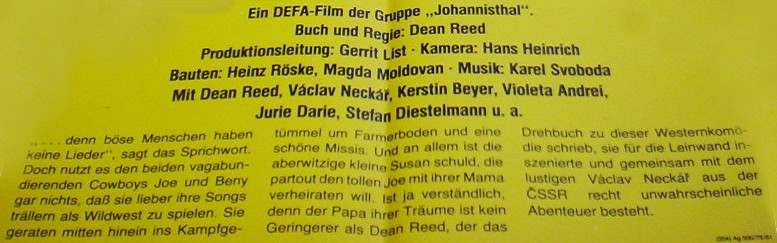 Ein DEFA-Film der Gruppe „Johannisthal“.
Buch und Regie: Dean Reed
Produktionsleitung: Gerrit List · Kamera: Hans Heinrich
Bauten: Heinz Röske, Magda Moldovan · Musik: Karel Svoboda
Mit Dean Reed, Václav Neckář, Kerstin Beyer, Violeta Andrei,
Jurie Darie, Stefan Diestelmann u. a.
„. . . denn böse Menschen haben
keine Lieder“, sagt das Sprichwort.
Doch nutzt es den beiden vagabun-
dierenden Cowboys Joe und Beny
gar nichts, daß sie lieber ihre Songs
trällern als Wildwest zu spielen. Sie
geraten mitten hinein ins Kampfge-
tümmel um Farmerboden und eine
schöne Missis. Und an allem ist die
aberwitzige kleine Susan schuld, die
partout den tollen Joe mit ihrer Mama
verheiraten will. Ist ja verständlich,
denn der Papa ihrer Träume ist kein
Geringerer als Dean Reed, der das
Drehbuch zu dieser Westernkomö-
die schrieb, sie für die Leinwand in-
szenierte und gemeinsam mit dem
lustigen Václav Neckář aus der
ČSSR recht unwahrscheinliche
Abenteuer besteht.